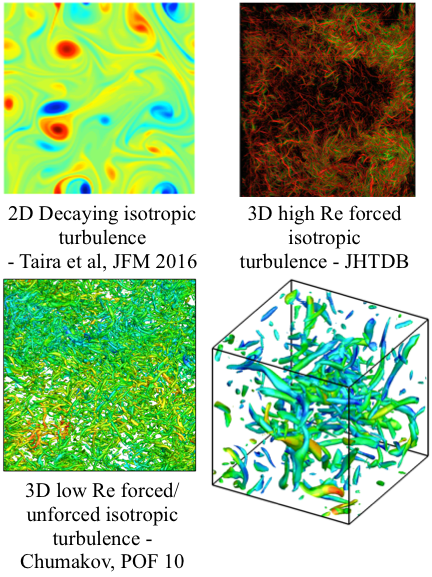 2D Decaying isotropic
turbulence
- Taira et al, JFM 2016
3D high Re forced
isotropic
turbulence - JHTDB
3D low Re forced/
unforced isotropic
turbulence -
Chumakov, POF 10